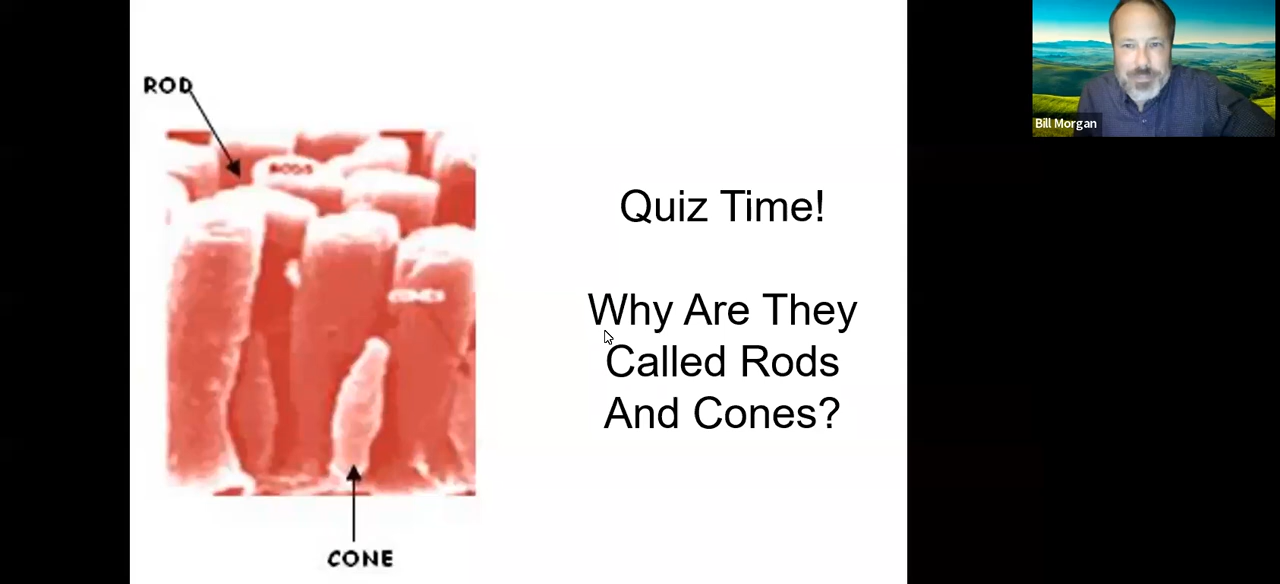 ROD
RODS
CONES
CONE
Quiz Time!
Why Are They
Called Rods
And Cones?
Bill Morgan